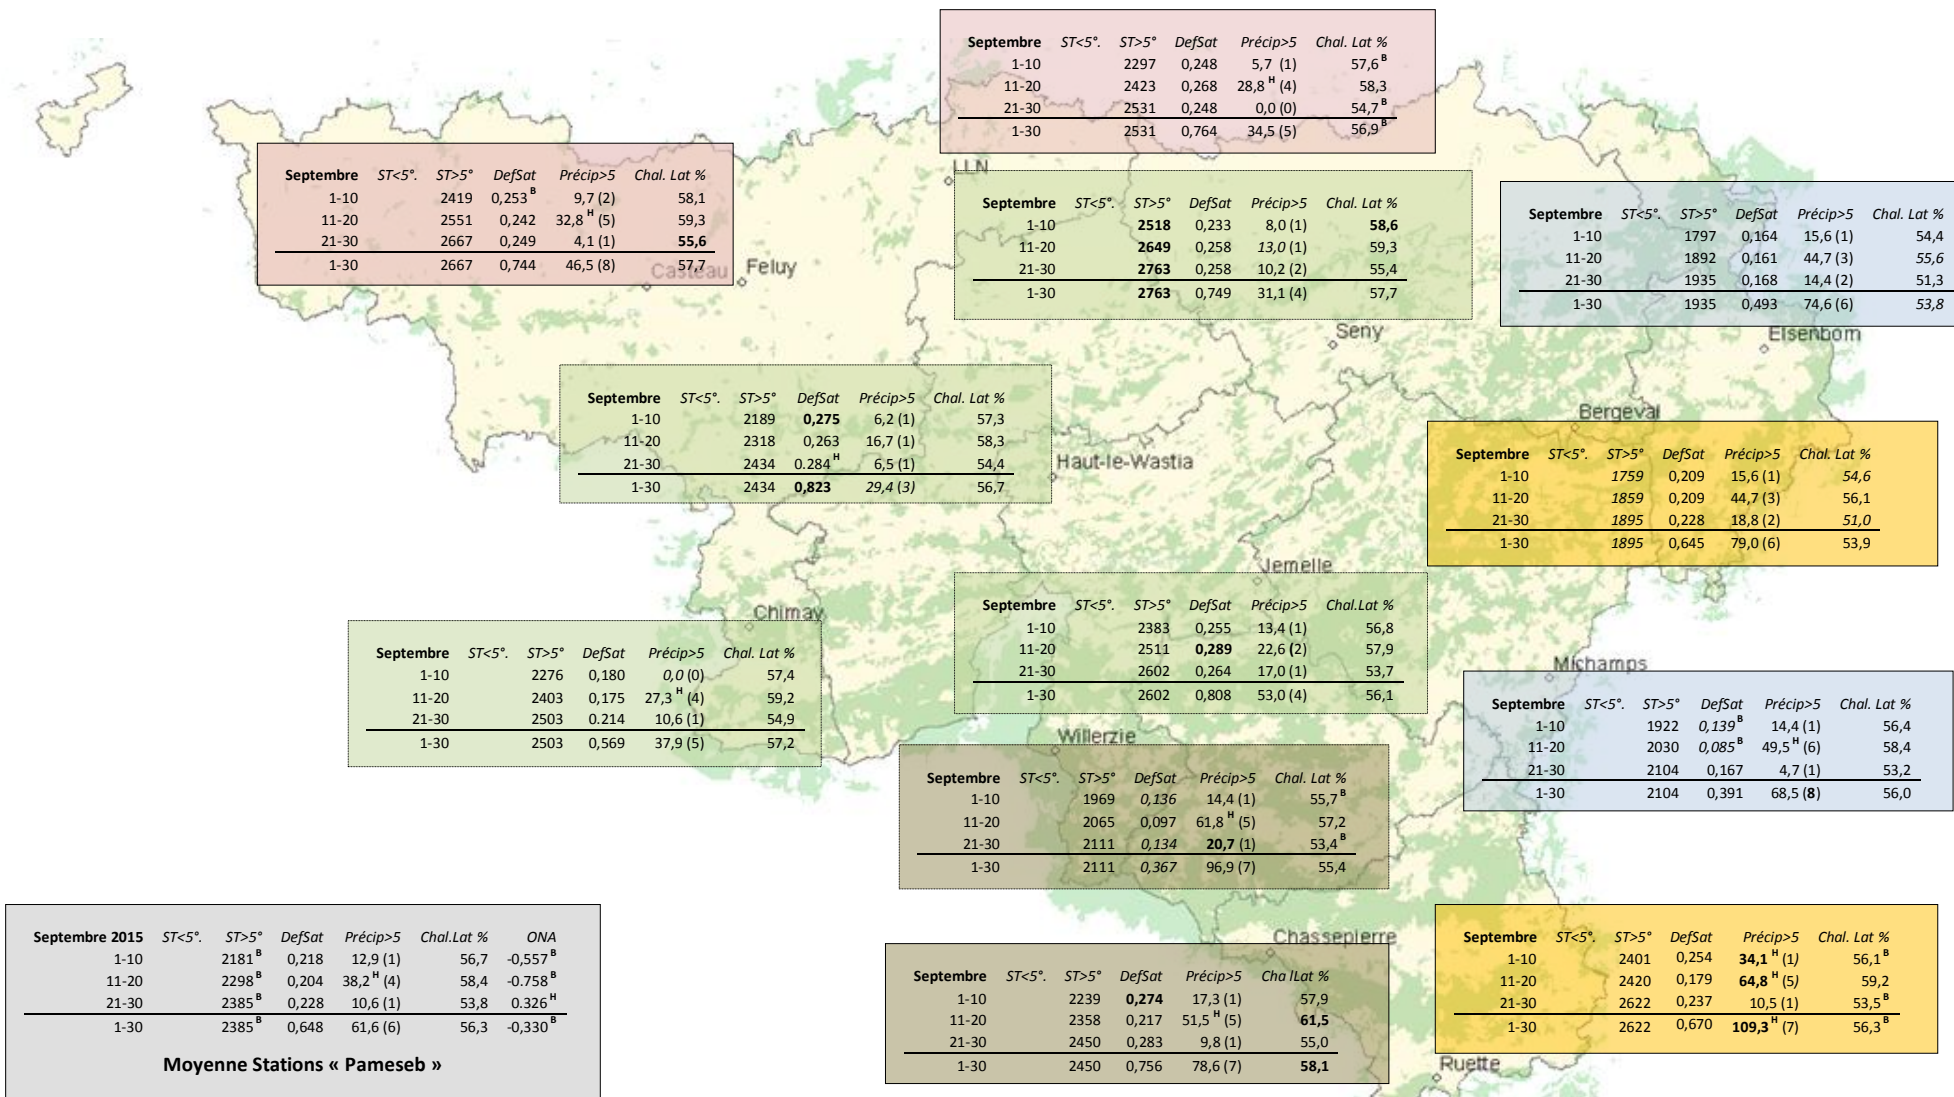 Septembre ST<5°. ST>5° DefSat Précip>5 Chal. Lat %
1-10 2297 0,248 5,7 (1) 57,6 B
11-20 2423 0,268 28,8 H (4) 58,3
21-30 2531 0,248 0,0 (0) 54,7 B
1-30 2531 0,764 34,5 (5) 56,9 B
LLN
Septembre ST<5°. ST>5° DefSat Précip>5 Chal. Lat %
1-10 2419 0,253 B 9,7 (2) 58,1
11-20 2551 0,242 32,8 H (5) 59,3
21-30 2667 0,249 4,1 (1) 55,6
1-30 2667 0,744 46,5 (8) 57,7
Casteau Feluy
Septembre ST<5°. ST>5° DefSat Précip>5 Chal. Lat %
1-10 2518 0,233 8,0 (1) 58,6
11-20 2649 0,258 13,0 (1) 59,3
21-30 2763 0,258 10,2 (2) 55,4
1-30 2763 0,749 31,1 (4) 57,7
Seny
Septembre ST<5°. ST>5° DefSat Précip>5 Chal. Lat %
1-10 1797 0,164 15,6 (1) 54,4
11-20 1892 0,161 44,7 (3) 55,6
21-30 1935 0,168 14,4 (2) 51,3
1-30 1935 0,493 74,6 (6) 53,8
Elsenborn
Septembre ST<5°. ST>5° DefSat Précip>5 Chal. Lat %
1-10 2189 0,275 6,2 (1) 57,3
11-20 2318 0,263 16,7 (1) 58,3
21-30 2434 0.284 H 6,5 (1) 54,4
1-30 2434 0,823 29,4 (3) 56,7
Haut-le-Wastia
Bergeval
Septembre ST<5°. ST>5° DefSat Précip>5 Chal. Lat %
1-10 1759 0,209 15,6 (1) 54,6
11-20 1859 0,209 44,7 (3) 56,1
21-30 1895 0,228 18,8 (2) 51,0
1-30 1895 0,645 79,0 (6) 53,9
Jemelle
Septembre ST<5°. ST>5° DefSat Précip>5 Chal.Lat %
1-10 2383 0,255 13,4 (1) 56,8
11-20 2511 0,289 22,6 (2) 57,9
21-30 2602 0,264 17,0 (1) 53,7
1-30 2602 0,808 53,0 (4) 56,1
Chimay
Septembre ST<5°. ST>5° DefSat Précip>5 Chal. Lat %
1-10 2276 0,180 0,0 (0) 57,4
11-20 2403 0,175 27,3 H (4) 59,2
21-30 2503 0.214 10,6 (1) 54,9
1-30 2503 0,569 37,9 (5) 57,2
Michamps
Septembre ST<5°. ST>5° DefSat Précip>5 Chal. Lat %
1-10 1922 0,139 B 14,4 (1) 56,4
11-20 2030 0,085 B 49,5 H (6) 58,4
21-30 2104 0,167 4,7 (1) 53,2
1-30 2104 0,391 68,5 (8) 56,0
Willerzie
Septembre ST<5°. ST>5° DefSat Précip>5 Chal. Lat %
1-10 1969 0,136 14,4 (1) 55,7 B
11-20 2065 0,097 61,8 H (5) 57,2
21-30 2111 0,134 20,7 (1) 53,4 B
1-30 2111 0,367 96,9 (7) 55,4
Septembre 2015 ST<5°. ST>5° DefSat Précip>5 Chal.Lat % ONA
1-10 2181 B 0,218 12,9 (1) 56,7 -0,557 B
11-20 2298 B 0,204 38,2 H (4) 58,4 -0.758 B
21-30 2385 B 0,228 10,6 (1) 53,8 0.326 H
1-30 2385 B 0,648 61,6 (6) 56,3 -0,330 B
Moyenne Stations « Pameseb »
Chassepierre
Septembre ST<5°. ST>5° DefSat Précip>5 Cha lLat %
1-10 2239 0,274 17,3 (1) 57,9
11-20 2358 0,217 51,5 H (5) 61,5
21-30 2450 0,283 9,8 (1) 55,0
1-30 2450 0,756 78,6 (7) 58,1
Septembre ST<5°. ST>5° DefSat Précip>5 Chal. Lat %
1-10 2401 0,254 34,1 H (1) 56,1 B
11-20 2420 0,179 64,8 H (5) 59,2
21-30 2622 0,237 10,5 (1) 53,5 B
1-30 2622 0,670 109,3 H (7) 56,3 B
Ruette